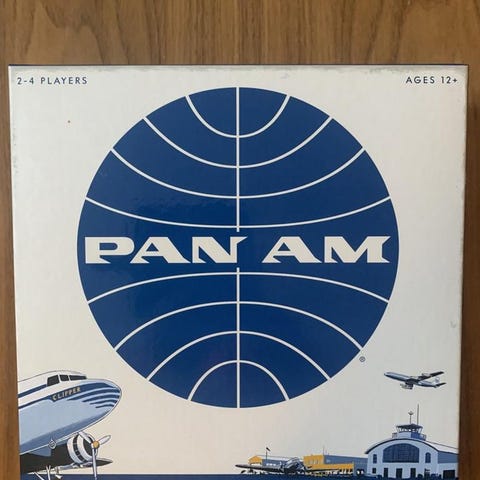 2-4 PLAYERS
AGES 12+
PAN AM
®
CLIPPER